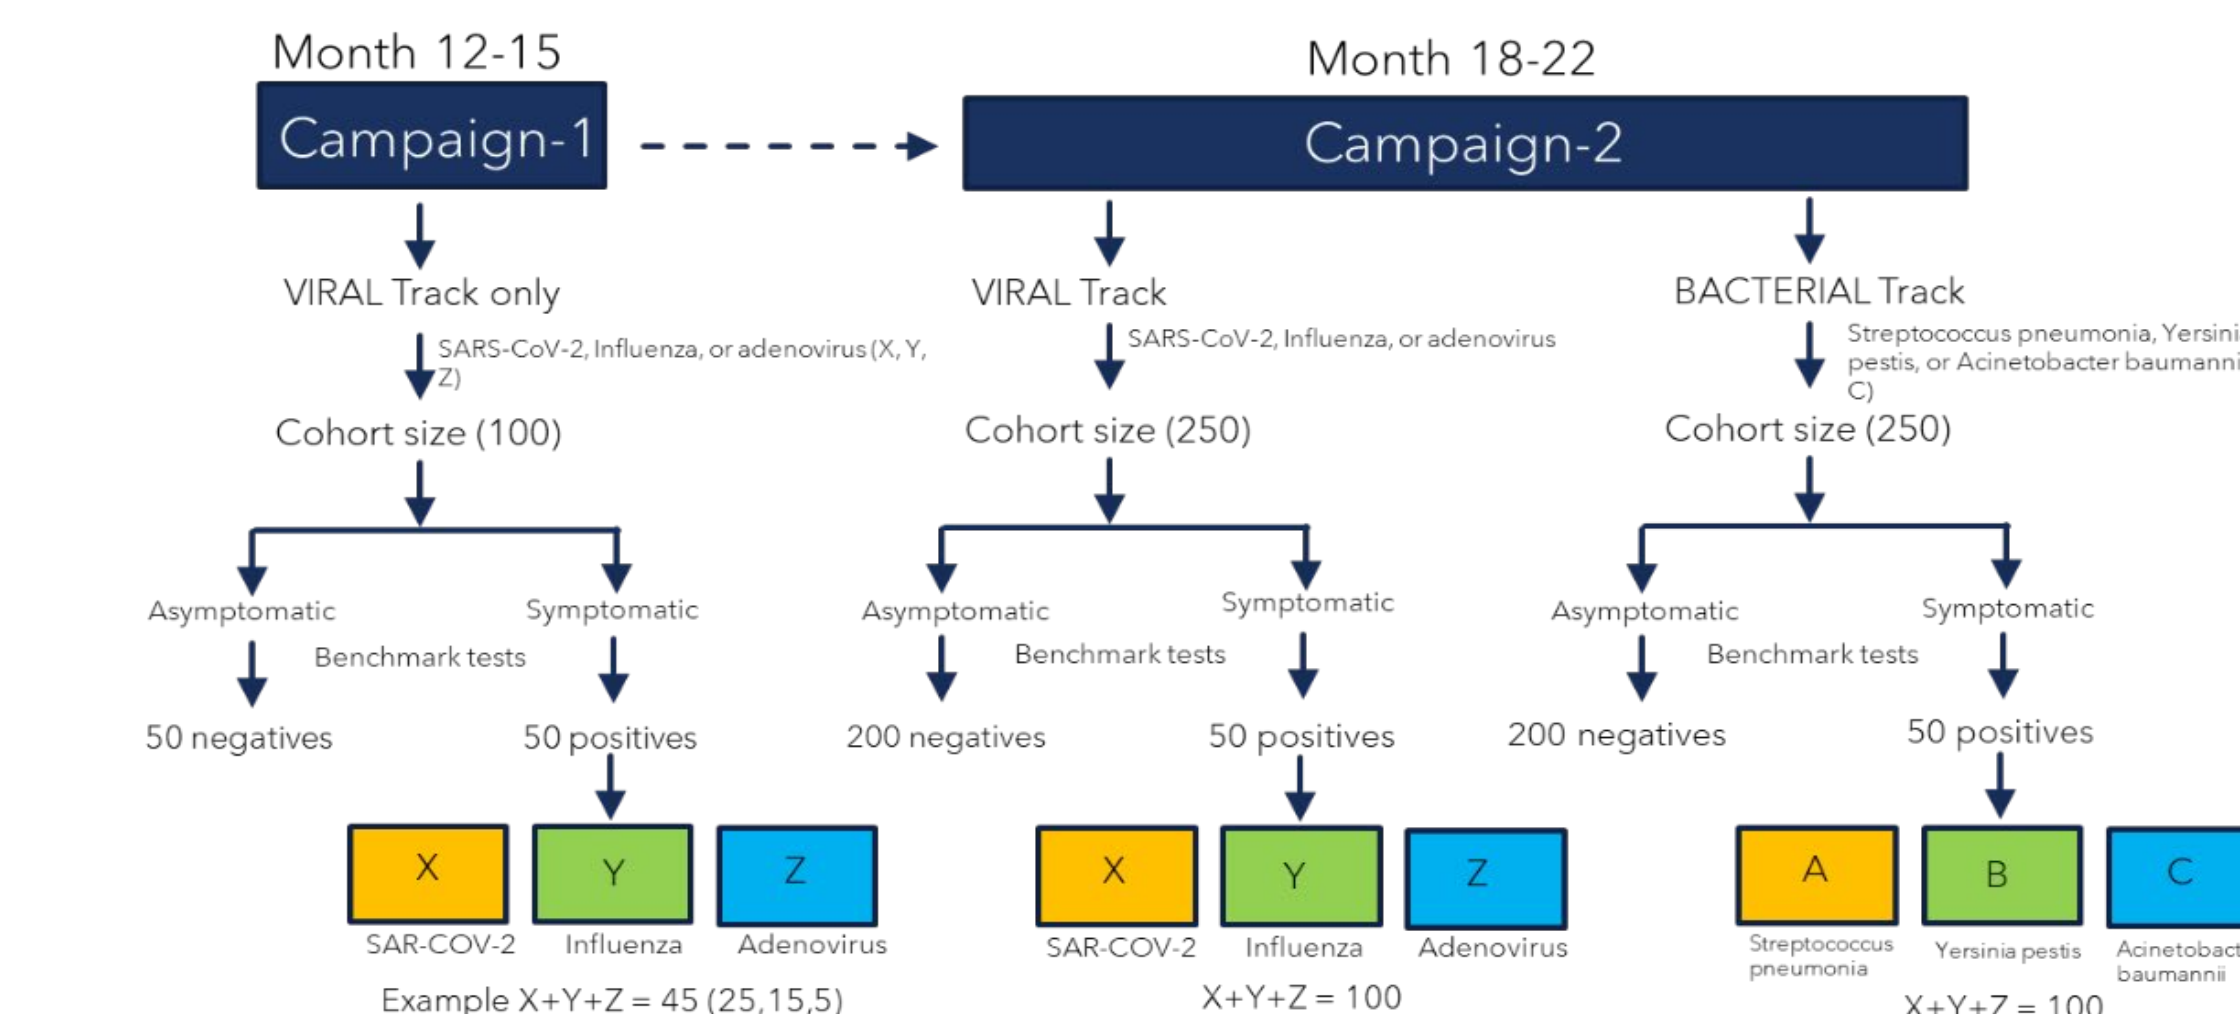 Month 12-15
Month 18-22
Campaign-1
Campaign-2
VIRAL Track only
VIRAL Track
BACTERIAL Track
SARS-CoV-2, Influenza, or adenovirus (X, Y,
Z)
SARS-CoV-2, Influenza, or adenovirus
Streptococcus pneumonia, Yersini
pestis, or Acinetobacter baumanni
C)
Cohort size (100)
Cohort size (250)
Cohort size (250)
Asymptomatic
Symptomatic
Asymptomatic
Symptomatic
Asymptomatic
Symptomatic
Benchmark tests
Benchmark tests
Benchmark tests
50 negatives
50 positives
200 negatives
50 positives
200 negatives
50 positives
X
Y
Z
X
Y
Z
A
B
C
SAR-COV-2
Influenza
Adenovirus
SAR-COV-2
Influenza
Adenovirus
Streptococcus
pneumonia
Yersinia pestis
Acinetobact
baumannii
Example X+Y+Z = 45 (25,15,5)
X+Y+Z = 100
X+Y+Z = 100